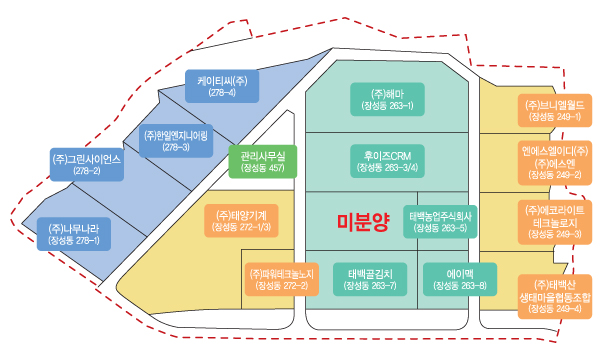 케이티씨(주)
(278-4)
(주)한일엔지니어링
(278-3)
(주)그린사이언스
(278-2)
(주)나무나라
(장성동 278-1)
관리사무실
(장성동 457)
(주)태양기계
(장성동 272-1/3)
(주)파워테크놀노지
(장성동 272-2)
(주)해마
(장성동 263-1)
후이즈CRM
(장성동 263-3/4)
미분양
태백농업주식회사
(장성동 263-5)
태백골김치
(장성동 263-7)
에이맥
(장성동 263-8)
(주)브니엘월드
(장성동 249-1)
엔에스엘이디(주)
(주)에스엔
(장성동 249-2)
(주)에코라이트
테크놀로지
(장성동 249-3)
(주)태백산
생태마을협동조합
(장성동 249-4)